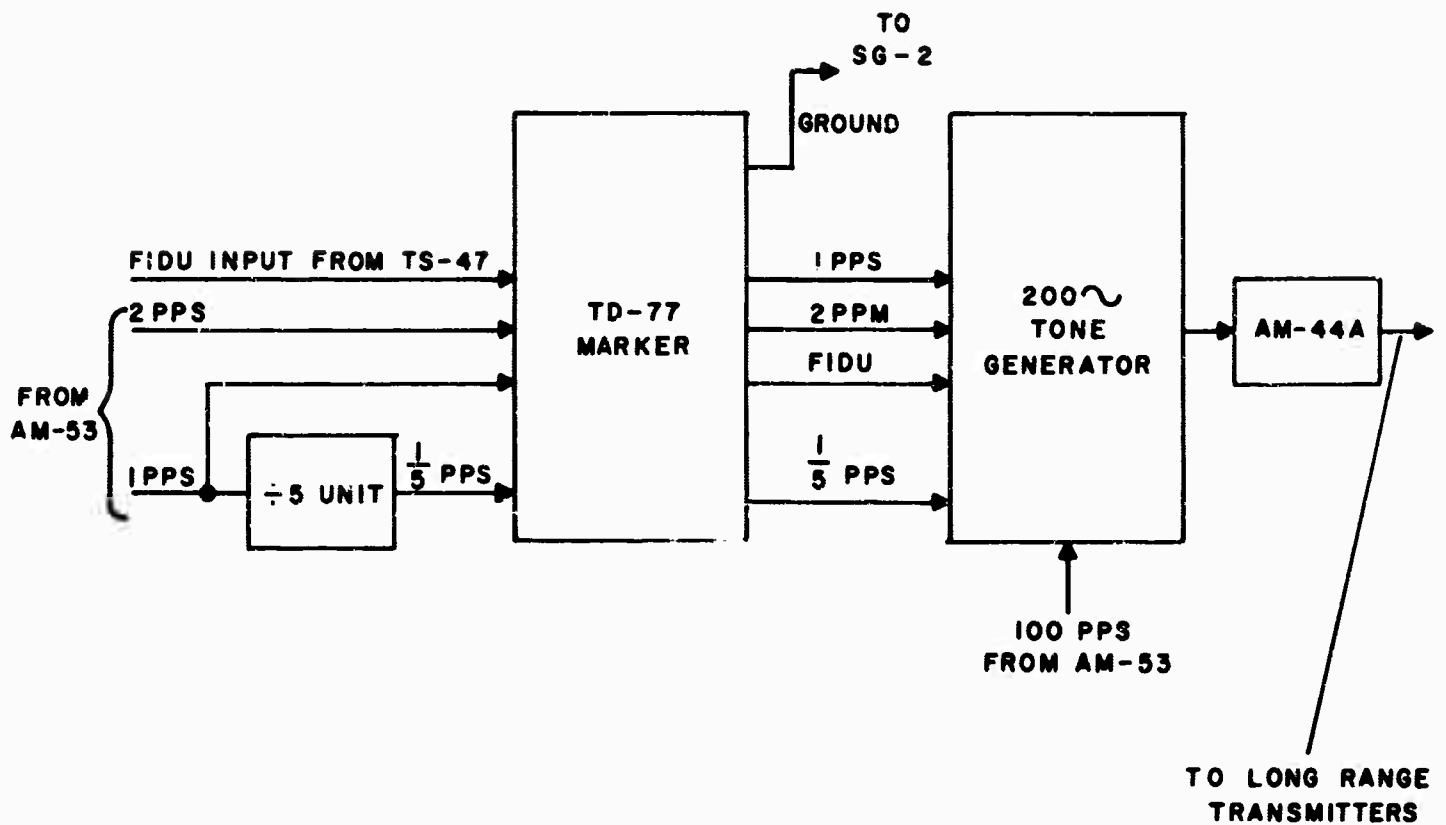 TO
SG-2
GROUND
FIDU INPUT FROM TS-47
2 PPS
FROM
AM-53
1 PPS
÷5 UNIT
1/5 PPS
TD-77
MARKER
1 PPS
2 PPM
FIDU
1/5 PPS
200~
TONE
GENERATOR
AM-44A
100 PPS
FROM AM-53
TO LONG RANGE
TRANSMITTERS